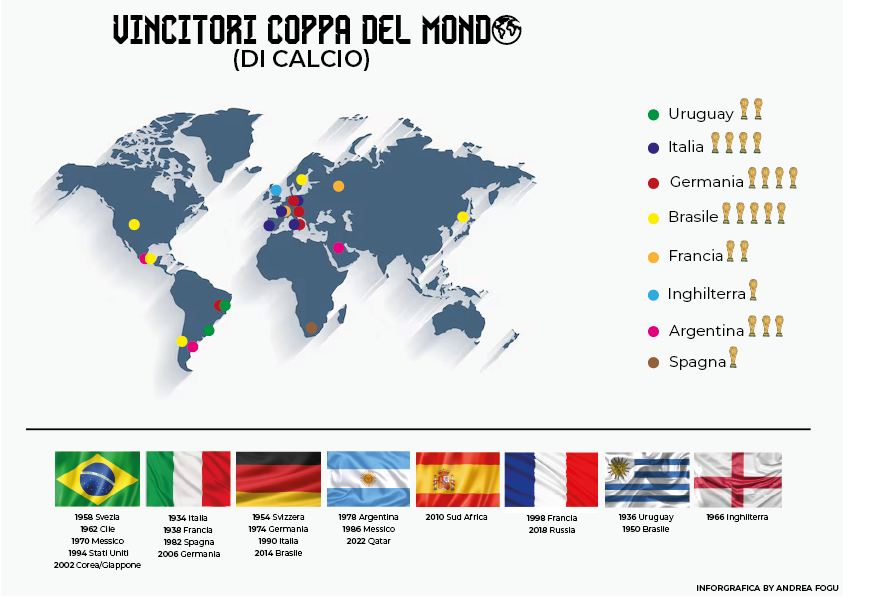 VINCITORI COPPA DEL MONDO
(DI CALCIO)
Uruguay
Italia
Germania
Brasile
Francia
Inghilterra
Argentina
Spagna
1958 Svezia
1962 Cile
1970 Messico
1994 Stati Uniti
2002 Corea/Giappone
1934 Italia
1938 Francia
1982 Spagna
2006 Germania
1954 Svizzera
1974 Germania
1990 Italia
2014 Brasile
1978 Argentina
1986 Messico
2022 Qatar
2010 Sud Africa
1998 Francia
2018 Russia
1936 Uruguay
1950 Brasile
1966 Inghilterra
INFORGRAFICA BY ANDREA FOGU